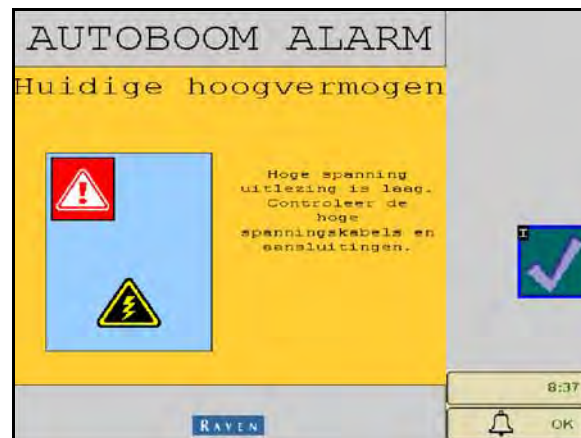 AUTOBOOM ALARM
Huidige hoogvermogen
Hoge spanning
uitlezing is laag.
Controleer de
hoge
spanningskabels en
aansluitingen.
I
8:37
OK
RAVEN